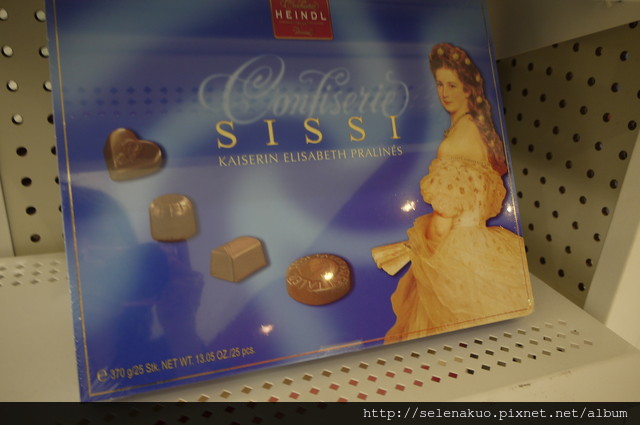 HEINDL
Confiserie
SISSI
KAISERIN ELISABETH PRALINÉS
℮ 370 g/25 Stk. NET WT. 13.05 OZ./25 pcs.
http://selenakuo.pixnet.net/album